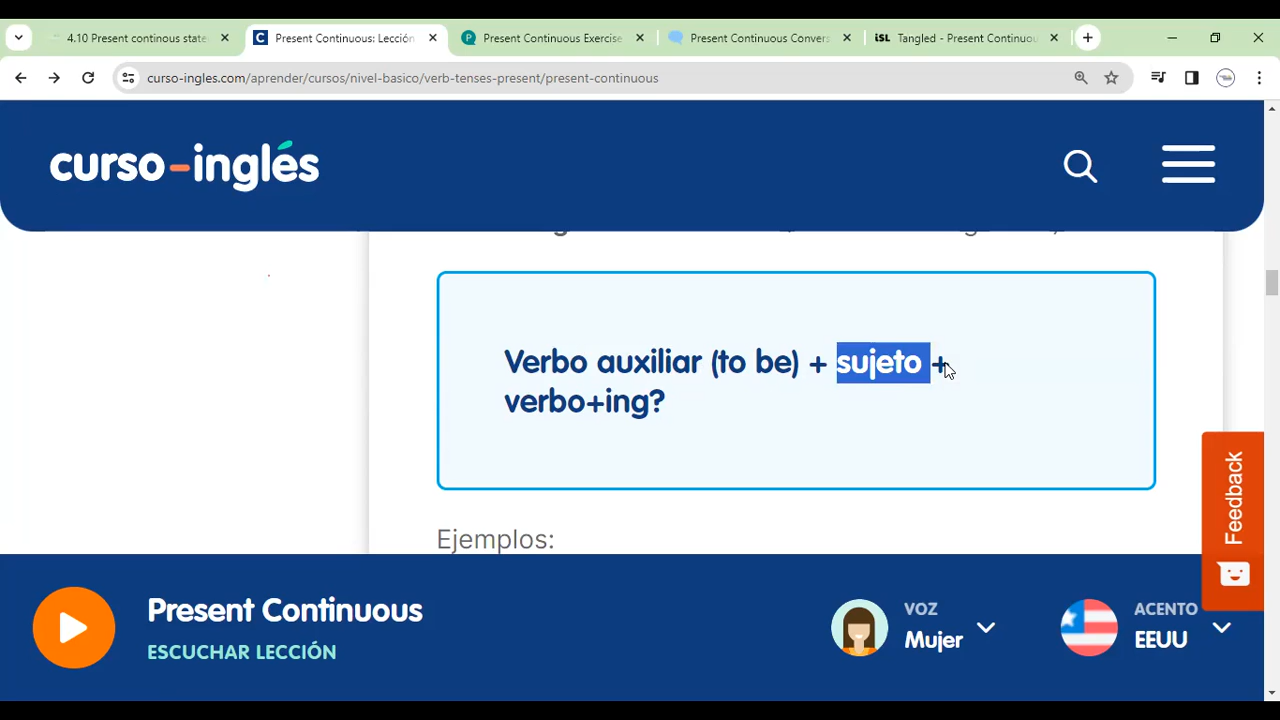 4.10 Present continous state
Present Continuous: Lección
Present Continuous Exercise
Present Continuous Convers
iSL Tangled - Present Continuou
curso-ingles.com/aprender/cursos/nivel-basico/verb-tenses-present/present-continuous
curso-inglés
Verbo auxiliar (to be) + sujeto +
verbo+ing?
Ejemplos:
Feedback
Present Continuous
ESCUCHAR LECCIÓN
VOZ
Mujer
ACENTO
EEUU